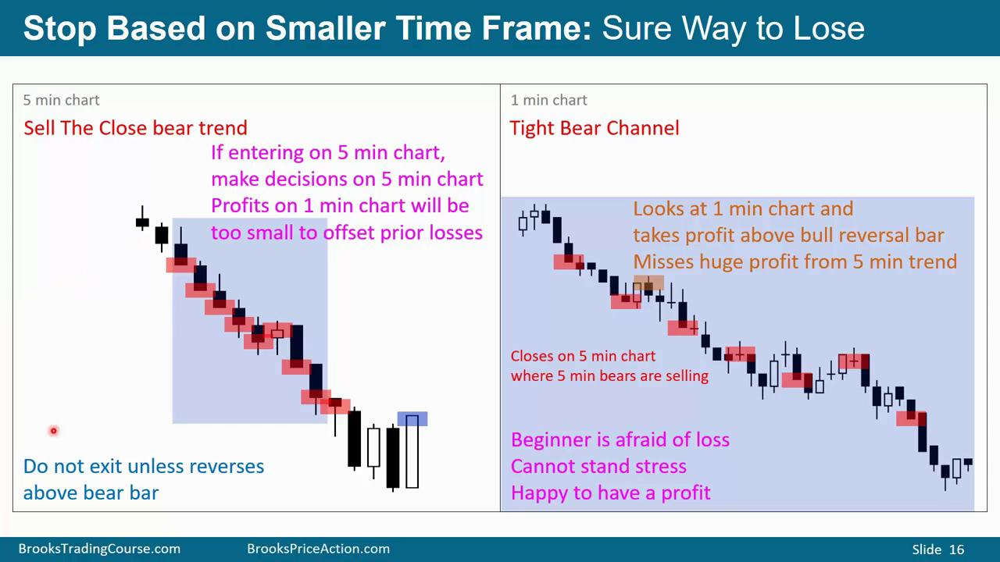 Stop Based on Smaller Time Frame: Sure Way to Lose
5 min chart
Sell The Close bear trend
If entering on 5 min chart,
make decisions on 5 min chart
Profits on 1 min chart will be
too small to offset prior losses
Do not exit unless reverses
above bear bar
1 min chart
Tight Bear Channel
Looks at 1 min chart and
takes profit above bull reversal bar
Misses huge profit from 5 min trend
Closes on 5 min chart
where 5 min bears are selling
Beginner is afraid of loss
Cannot stand stress
Happy to have a profit
BrooksTradingCourse.com
BrooksPriceAction.com
Slide 16